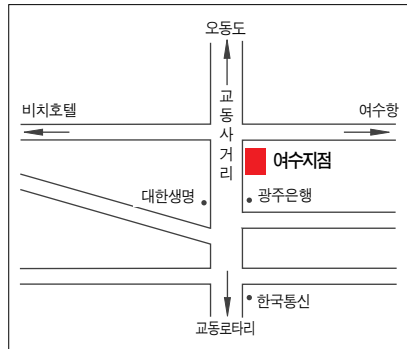 오동도
비치호텔
교동사거리
여수항
여수지점
대한생명
광주은행
한국통신
교동로타리